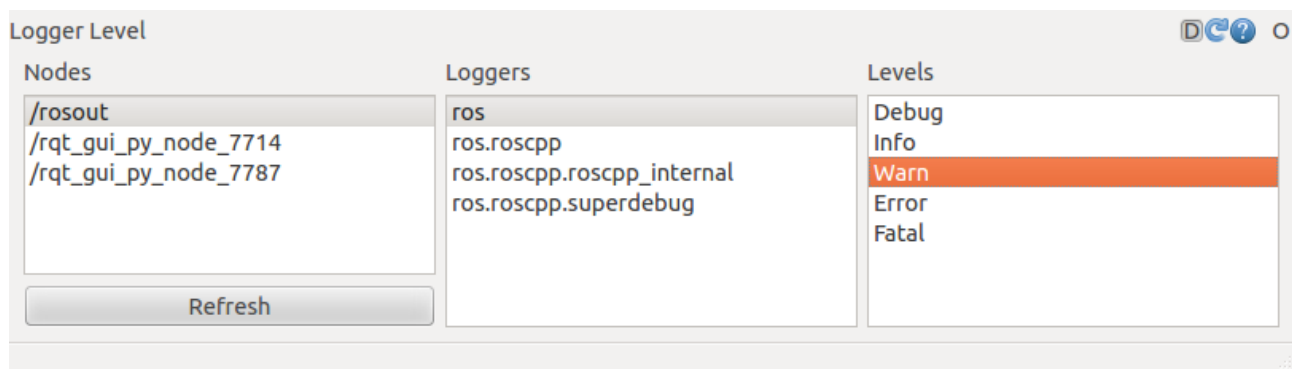 Logger Level
D ? O
Nodes
/rosout
/rqt_gui_py_node_7714
/rqt_gui_py_node_7787
Refresh
Loggers
ros
ros.roscpp
ros.roscpp.roscpp_internal
ros.roscpp.superdebug
Levels
Debug
Info
Warn
Error
Fatal